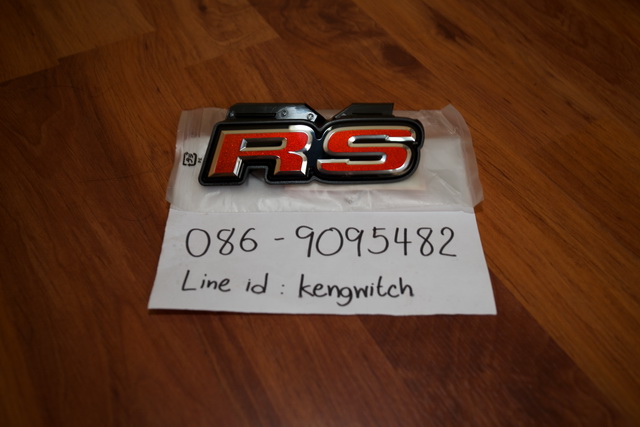 RS
086-9095482
Line id : kengwitch